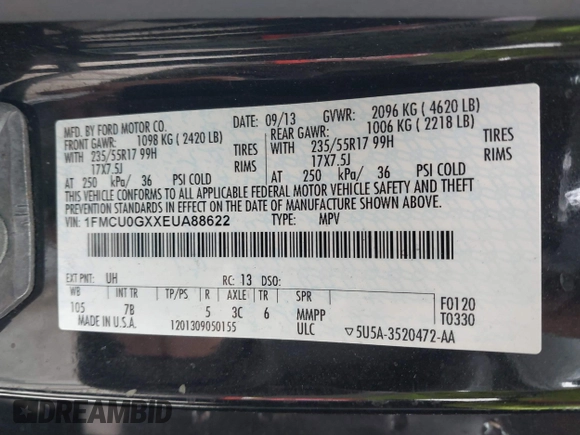 MFD. BY FORD MOTOR CO.
DATE: 09/13 GVWR: 2096 KG ( 4620 LB)
FRONT GAWR: 1098 KG ( 2420 LB) REAR GAWR: 1006 KG ( 2218 LB)
WITH 235/55R17 99H TIRES WITH 235/55R17 99H TIRES
17X7.5J RIMS 17X7.5J RIMS
AT 250 kPa/ 36 PSI COLD AT 250 kPa/ 36 PSI COLD
THIS VEHICLE CONFORMS TO ALL APPLICABLE FEDERAL MOTOR VEHICLE SAFETY AND THEFT
PREVENTION STANDARDS IN EFFECT ON THE DATE OF MANUFACTURE SHOWN ABOVE.
VIN: 1FMCU0GXXEUA88622 TYPE: MPV
EXT PNT: UH RC: 13 DSO:
WB INT TR TP/PS R AXLE TR SPR F0120
105 7B 5 3C 6 MMPP T0330
MADE IN U.S.A. 1201309050155 ULC ▽5U5A-3520472-AA
DREAMBID